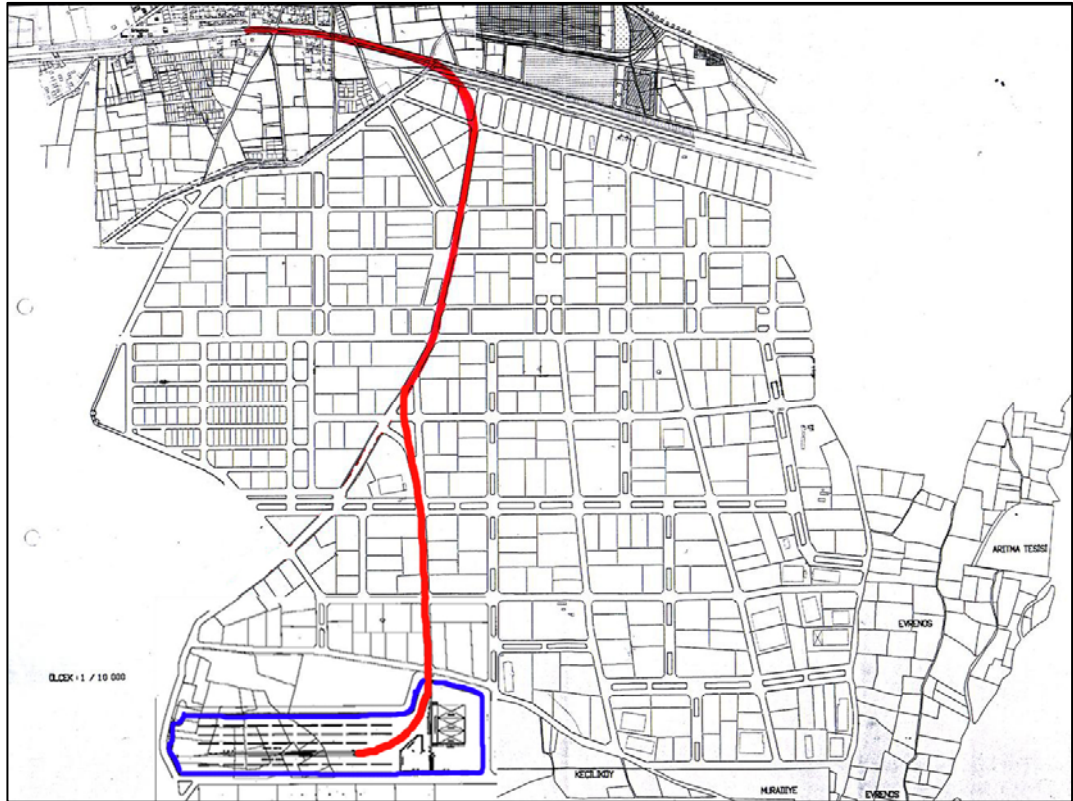 ARITMA TESİSİ
EVRENOS
ÖLÇEK : 1 / 10 000
KEÇİLİKÖY
MURADİYE
EVRENOS